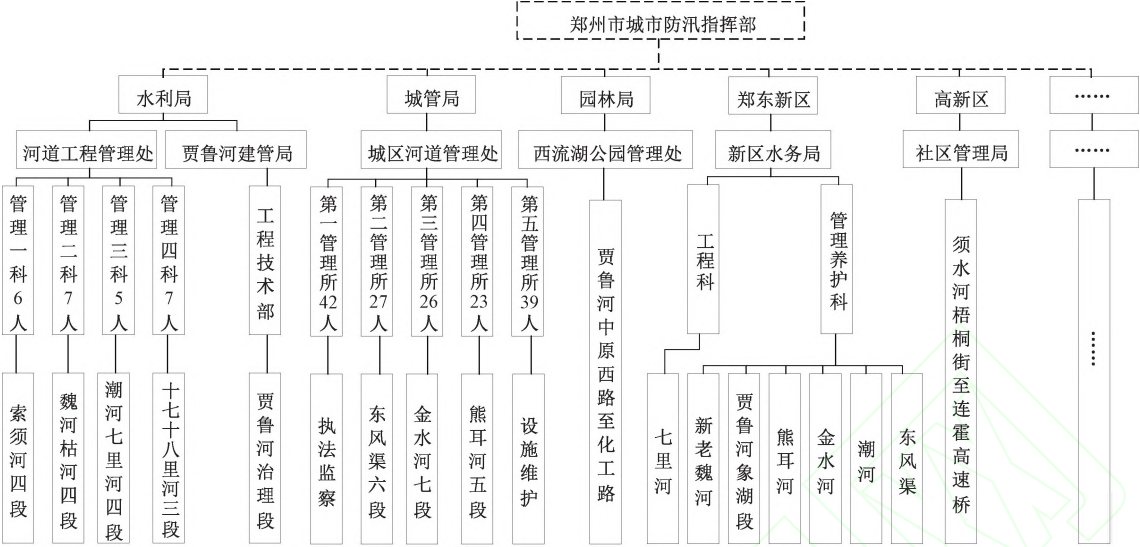 郑州市城市防汛指挥部
水利局
城管局
园林局
郑东新区
高新区
……
河道工程管理处
贾鲁河建管局
城区河道管理处
西流湖公园管理处
新区水务局
社区管理局
……
管理一科6人
管理二科7人
管理三科5人
管理四科7人
工程技术部
第一管理所42人
第二管理所27人
第三管理所26人
第四管理所23人
第五管理所39人
贾鲁河中原西路至化工路
工程科
管理养护科
须水河梧桐街至连霍高速桥
……
索须河四段
魏河枯河四段
潮河七里河四段
十七十八里河三段
贾鲁河治理段
执法监察
东风渠六段
金水河七段
熊耳河五段
设施维护
七里河
新老魏河
贾鲁河象湖段
熊耳河
金水河
潮河
东风渠